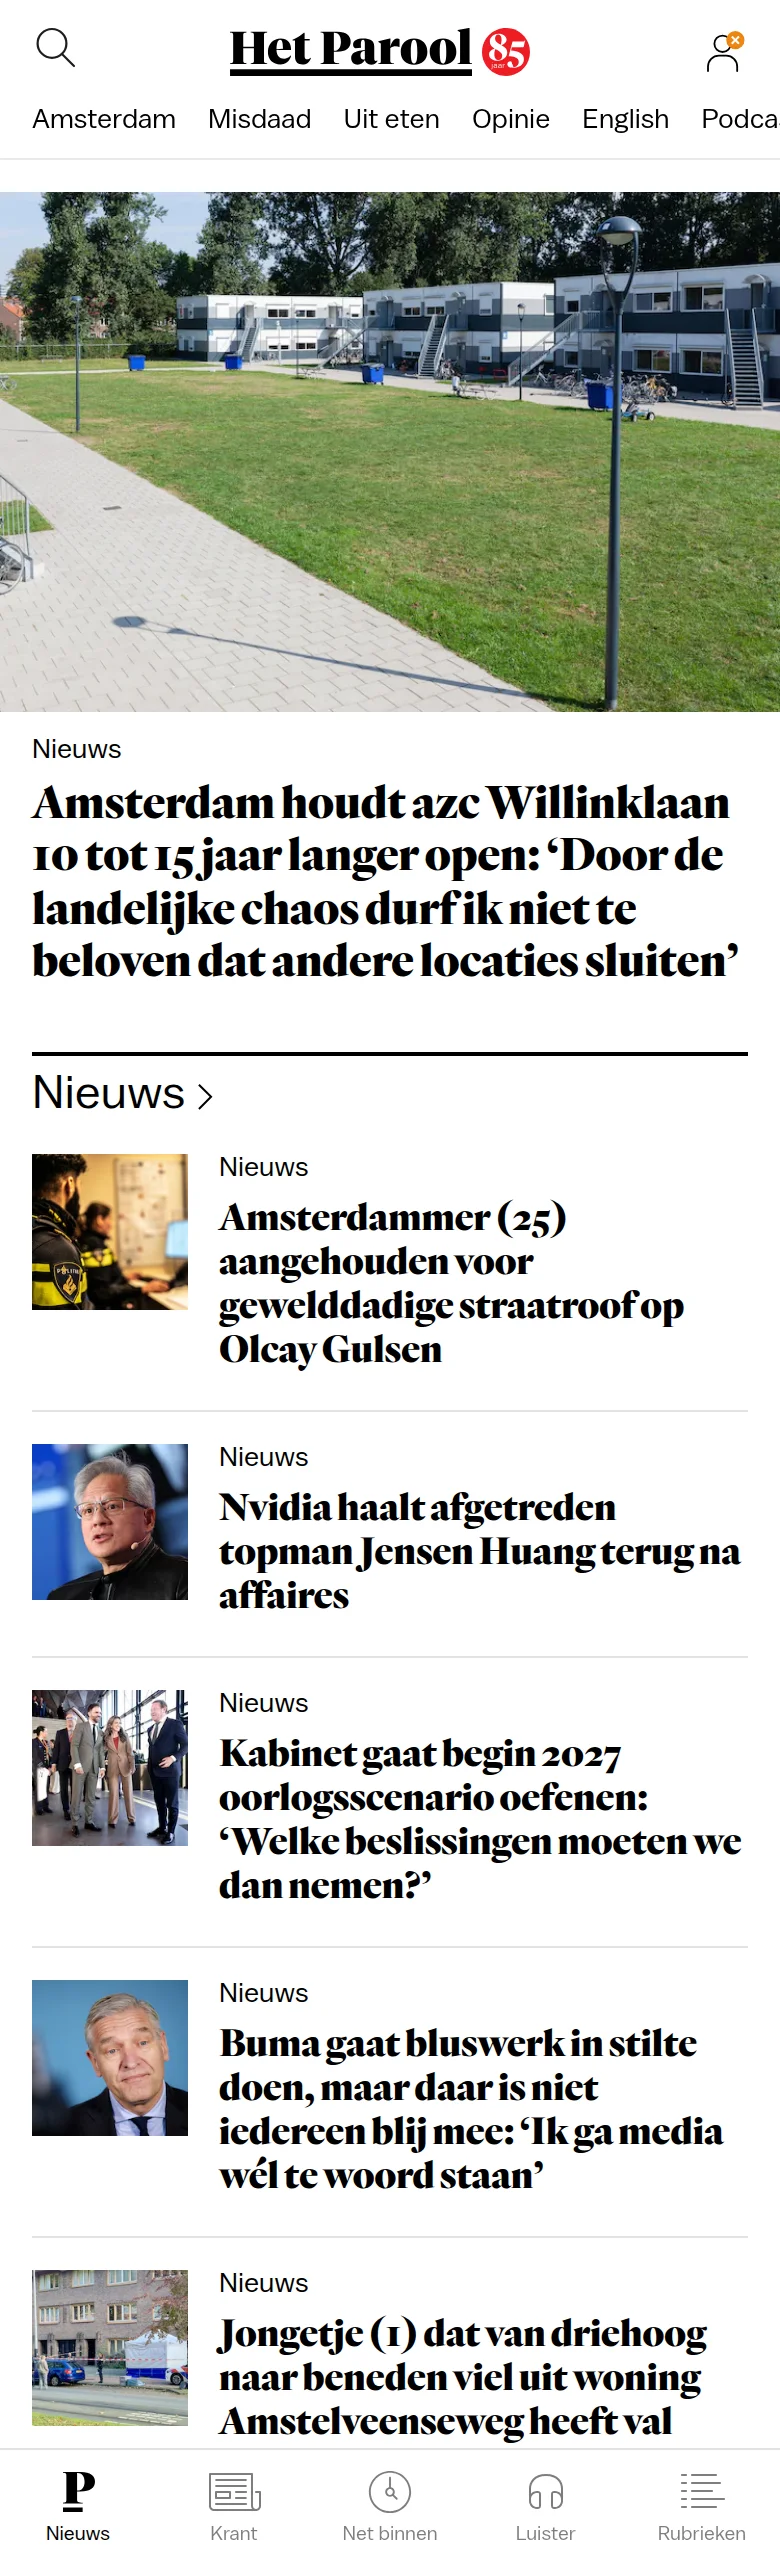 Het Parool 85 jaar
Amsterdam Misdaad Uit eten Opinie English Podca
Nieuws
Amsterdam houdt azc Willinklaan
10 tot 15 jaar langer open: ‘Door de
landelijke chaos durf ik niet te
beloven dat andere locaties sluiten’
Nieuws
Nieuws
Amsterdammer (25)
aangehouden voor
gewelddadige straatroof op
Olcay Gulsen
Nieuws
Nvidia haalt afgetreden
topman Jensen Huang terug na
affaires
Nieuws
Kabinet gaat begin 2027
oorlogsscenario oefenen:
‘Welke beslissingen moeten we
dan nemen?’
Nieuws
Buma gaat bluswerk in stilte
doen, maar daar is niet
iedereen blij mee: ‘Ik ga media
wél te woord staan’
Nieuws
Jongetje (1) dat van driehoog
naar beneden viel uit woning
Amstelveenseweg heeft val
P
Nieuws Krant Net binnen Luister Rubrieken